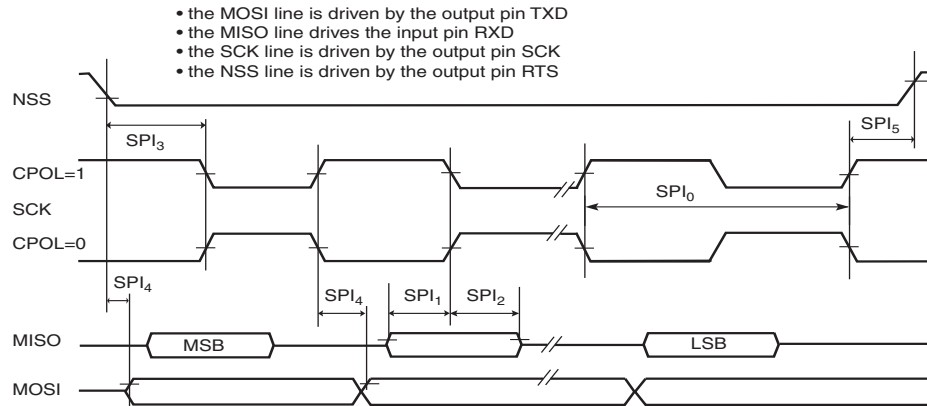 • the MOSI line is driven by the output pin TXD
• the MISO line drives the input pin RXD
• the SCK line is driven by the output pin SCK
• the NSS line is driven by the output pin RTS
NSS
SPI3
SPI5
CPOL=1
SCK
SPI0
CPOL=0
SPI4
SPI4
SPI1
SPI2
MISO
MSB
LSB
MOSI